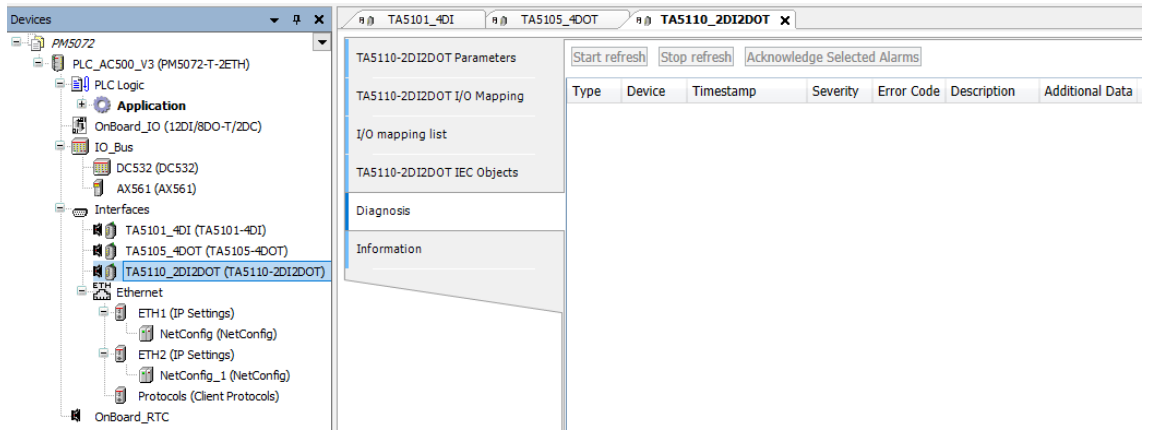 Devices
PM5072
PLC_AC500_V3 (PM5072-T-2ETH)
PLC Logic
Application
OnBoard_IO (12DI/8DO-T/2DC)
IO_Bus
DC532 (DC532)
AX561 (AX561)
Interfaces
TA5101_4DI (TA5101-4DI)
TA5105_4DOT (TA5105-4DOT)
TA5110_2DI2DOT (TA5110-2DI2DOT)
ETH Ethernet
ETH1 (IP Settings)
NetConfig (NetConfig)
ETH2 (IP Settings)
NetConfig_1 (NetConfig)
Protocols (Client Protocols)
OnBoard_RTC
TA5101_4DI TA5105_4DOT TA5110_2DI2DOT
TA5110-2DI2DOT Parameters
TA5110-2DI2DOT I/O Mapping
I/O mapping list
TA5110-2DI2DOT IEC Objects
Diagnosis
Information
Start refresh Stop refresh Acknowledge Selected Alarms
Type Device Timestamp Severity Error Code Description Additional Data